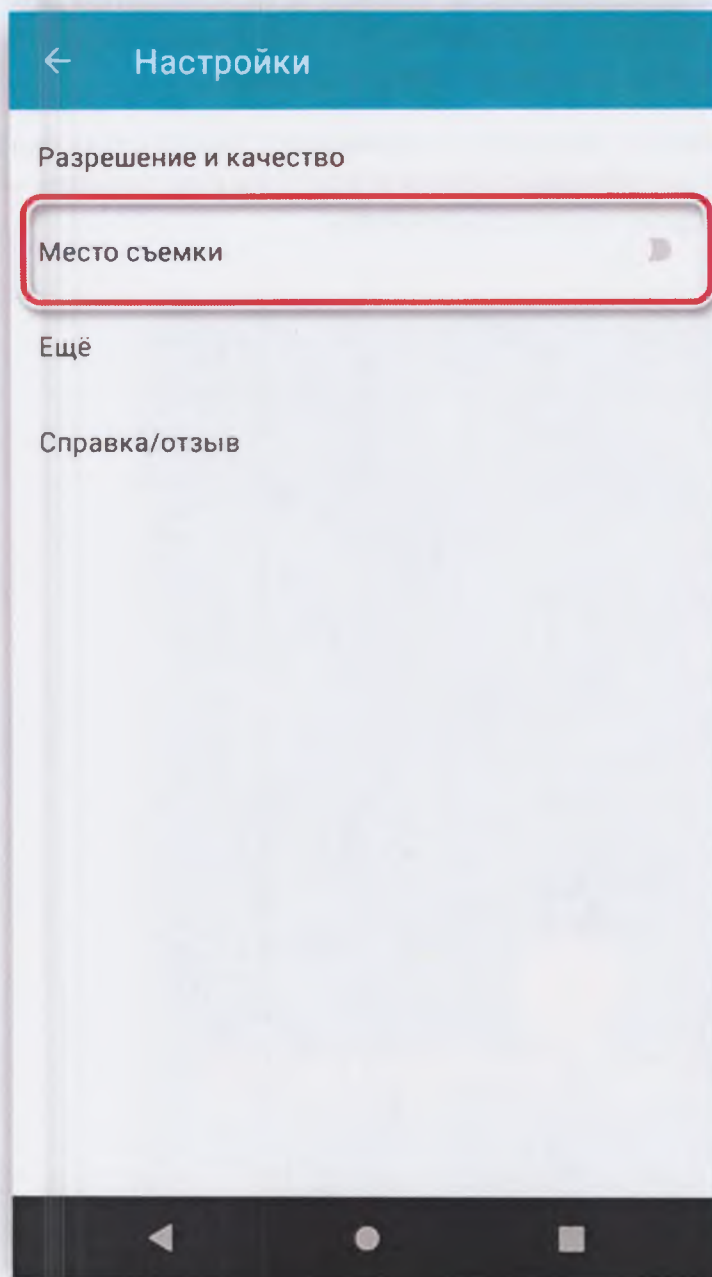 Настройки
Разрешение и качество
Место съемки
Ещё
Справка/отзыв